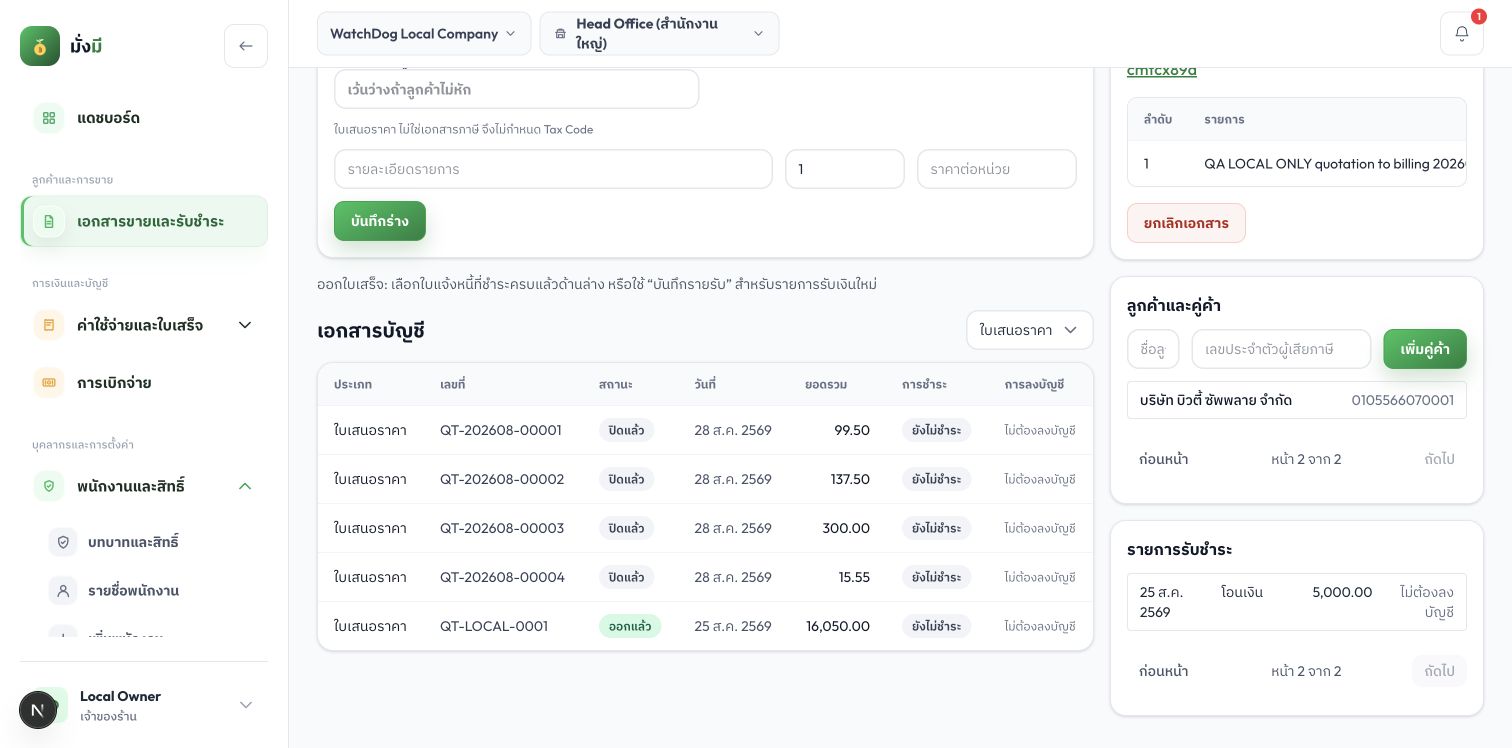 มั่งมี
แดชบอร์ด
ลูกค้าและการขาย
เอกสารขายและรับชำระ
การเงินและบัญชี
ค่าใช้จ่ายและใบเสร็จ
การเบิกจ่าย
บุคลากรและการตั้งค่า
พนักงานและสิทธิ์
บทบาทและสิทธิ์
รายชื่อพนักงาน
N
Local Owner
เจ้าของร้าน
WatchDog Local Company
Head Office (สำนักงาน
ใหญ่)
1
เว้นว่างถ้าลูกค้าไม่หัก
ใบเสนอราคา ไม่ใช่เอกสารภาษี จึงไม่กำหนด Tax Code
รายละเอียดรายการ 1 ราคาต่อหน่วย
บันทึกร่าง
ออกใบเสร็จ: เลือกใบแจ้งหนี้ที่ชำระครบแล้วด้านล่าง หรือใช้ “บันทึกรายรับ” สำหรับรายการรับเงินใหม่
เอกสารบัญชี ใบเสนอราคา
ประเภท เลขที่ สถานะ วันที่ ยอดรวม การชำระ การลงบัญชี
ใบเสนอราคา QT-202608-00001 ปิดแล้ว 28 ส.ค. 2569 99.50 ยังไม่ชำระ ไม่ต้องลงบัญชี
ใบเสนอราคา QT-202608-00002 ปิดแล้ว 28 ส.ค. 2569 137.50 ยังไม่ชำระ ไม่ต้องลงบัญชี
ใบเสนอราคา QT-202608-00003 ปิดแล้ว 28 ส.ค. 2569 300.00 ยังไม่ชำระ ไม่ต้องลงบัญชี
ใบเสนอราคา QT-202608-00004 ปิดแล้ว 28 ส.ค. 2569 15.55 ยังไม่ชำระ ไม่ต้องลงบัญชี
ใบเสนอราคา QT-LOCAL-0001 ออกแล้ว 25 ส.ค. 2569 16,050.00 ยังไม่ชำระ ไม่ต้องลงบัญชี
cmfcx89d
ลำดับ รายการ
1 QA LOCAL ONLY quotation to billing 2026
ยกเลิกเอกสาร
ลูกค้าและคู่ค้า
ชื่อลู เลขประจำตัวผู้เสียภาษี เพิ่มคู่ค้า
บริษัท บิวตี้ ซัพพลาย จำกัด 0105566070001
ก่อนหน้า หน้า 2 จาก 2 ถัดไป
รายการรับชำระ
25 ส.ค. โอนเงิน 5,000.00 ไม่ต้องลง
2569 บัญชี
ก่อนหน้า หน้า 2 จาก 2 ถัดไป